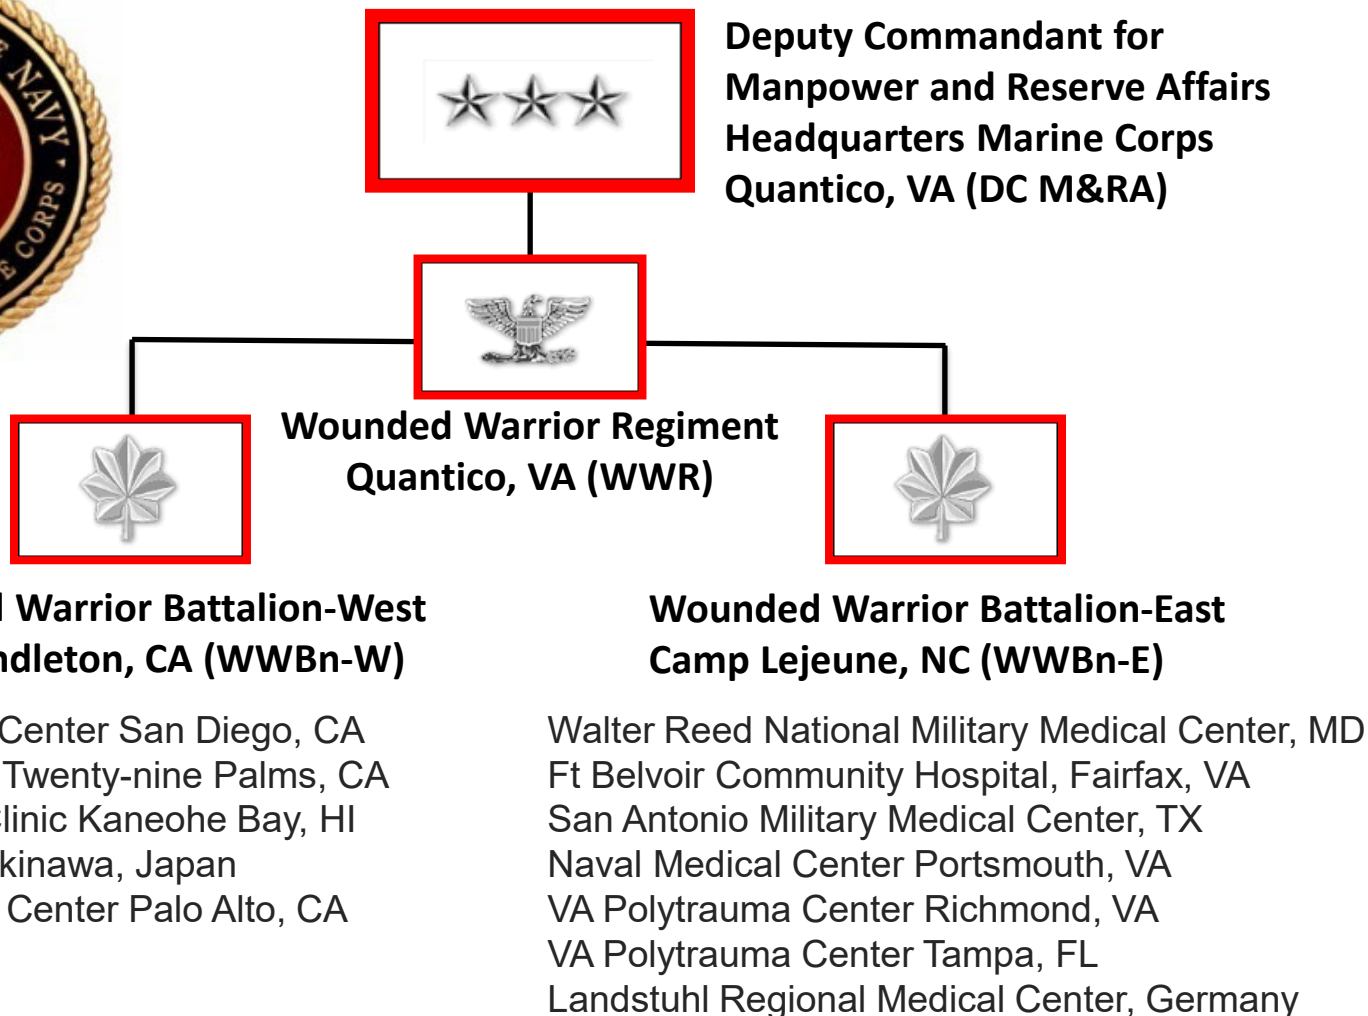 NAVY
CORPS
Deputy Commandant for
Manpower and Reserve Affairs
Headquarters Marine Corps
Quantico, VA (DC M&RA)
Wounded Warrior Regiment
Quantico, VA (WWR)
Warrior Battalion-West
ndleton, CA (WWBn-W)
Center San Diego, CA
Twenty-nine Palms, CA
Clinic Kaneohe Bay, HI
kinawa, Japan
Center Palo Alto, CA
Wounded Warrior Battalion-East
Camp Lejeune, NC (WWBn-E)
Walter Reed National Military Medical Center, MD
Ft Belvoir Community Hospital, Fairfax, VA
San Antonio Military Medical Center, TX
Naval Medical Center Portsmouth, VA
VA Polytrauma Center Richmond, VA
VA Polytrauma Center Tampa, FL
Landstuhl Regional Medical Center, Germany